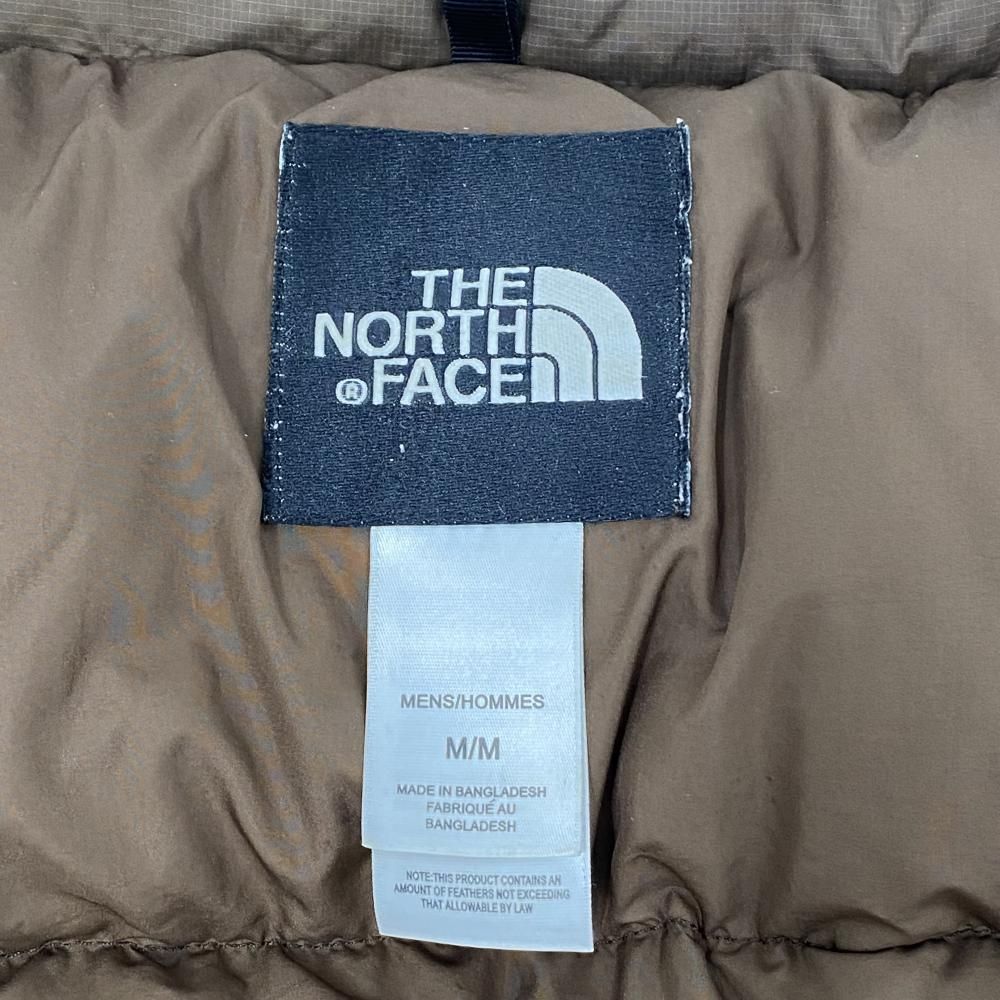 THE
NORTH
®FACE
MENS/HOMMES
M/M
MADE IN BANGLADESH
FABRIQUÉ AU
BANGLADESH
NOTE:THIS PRODUCT CONTAINS AN
AMOUNT OF FEATHERS NOT EXCEEDING
THAT ALLOWABLE BY LAW